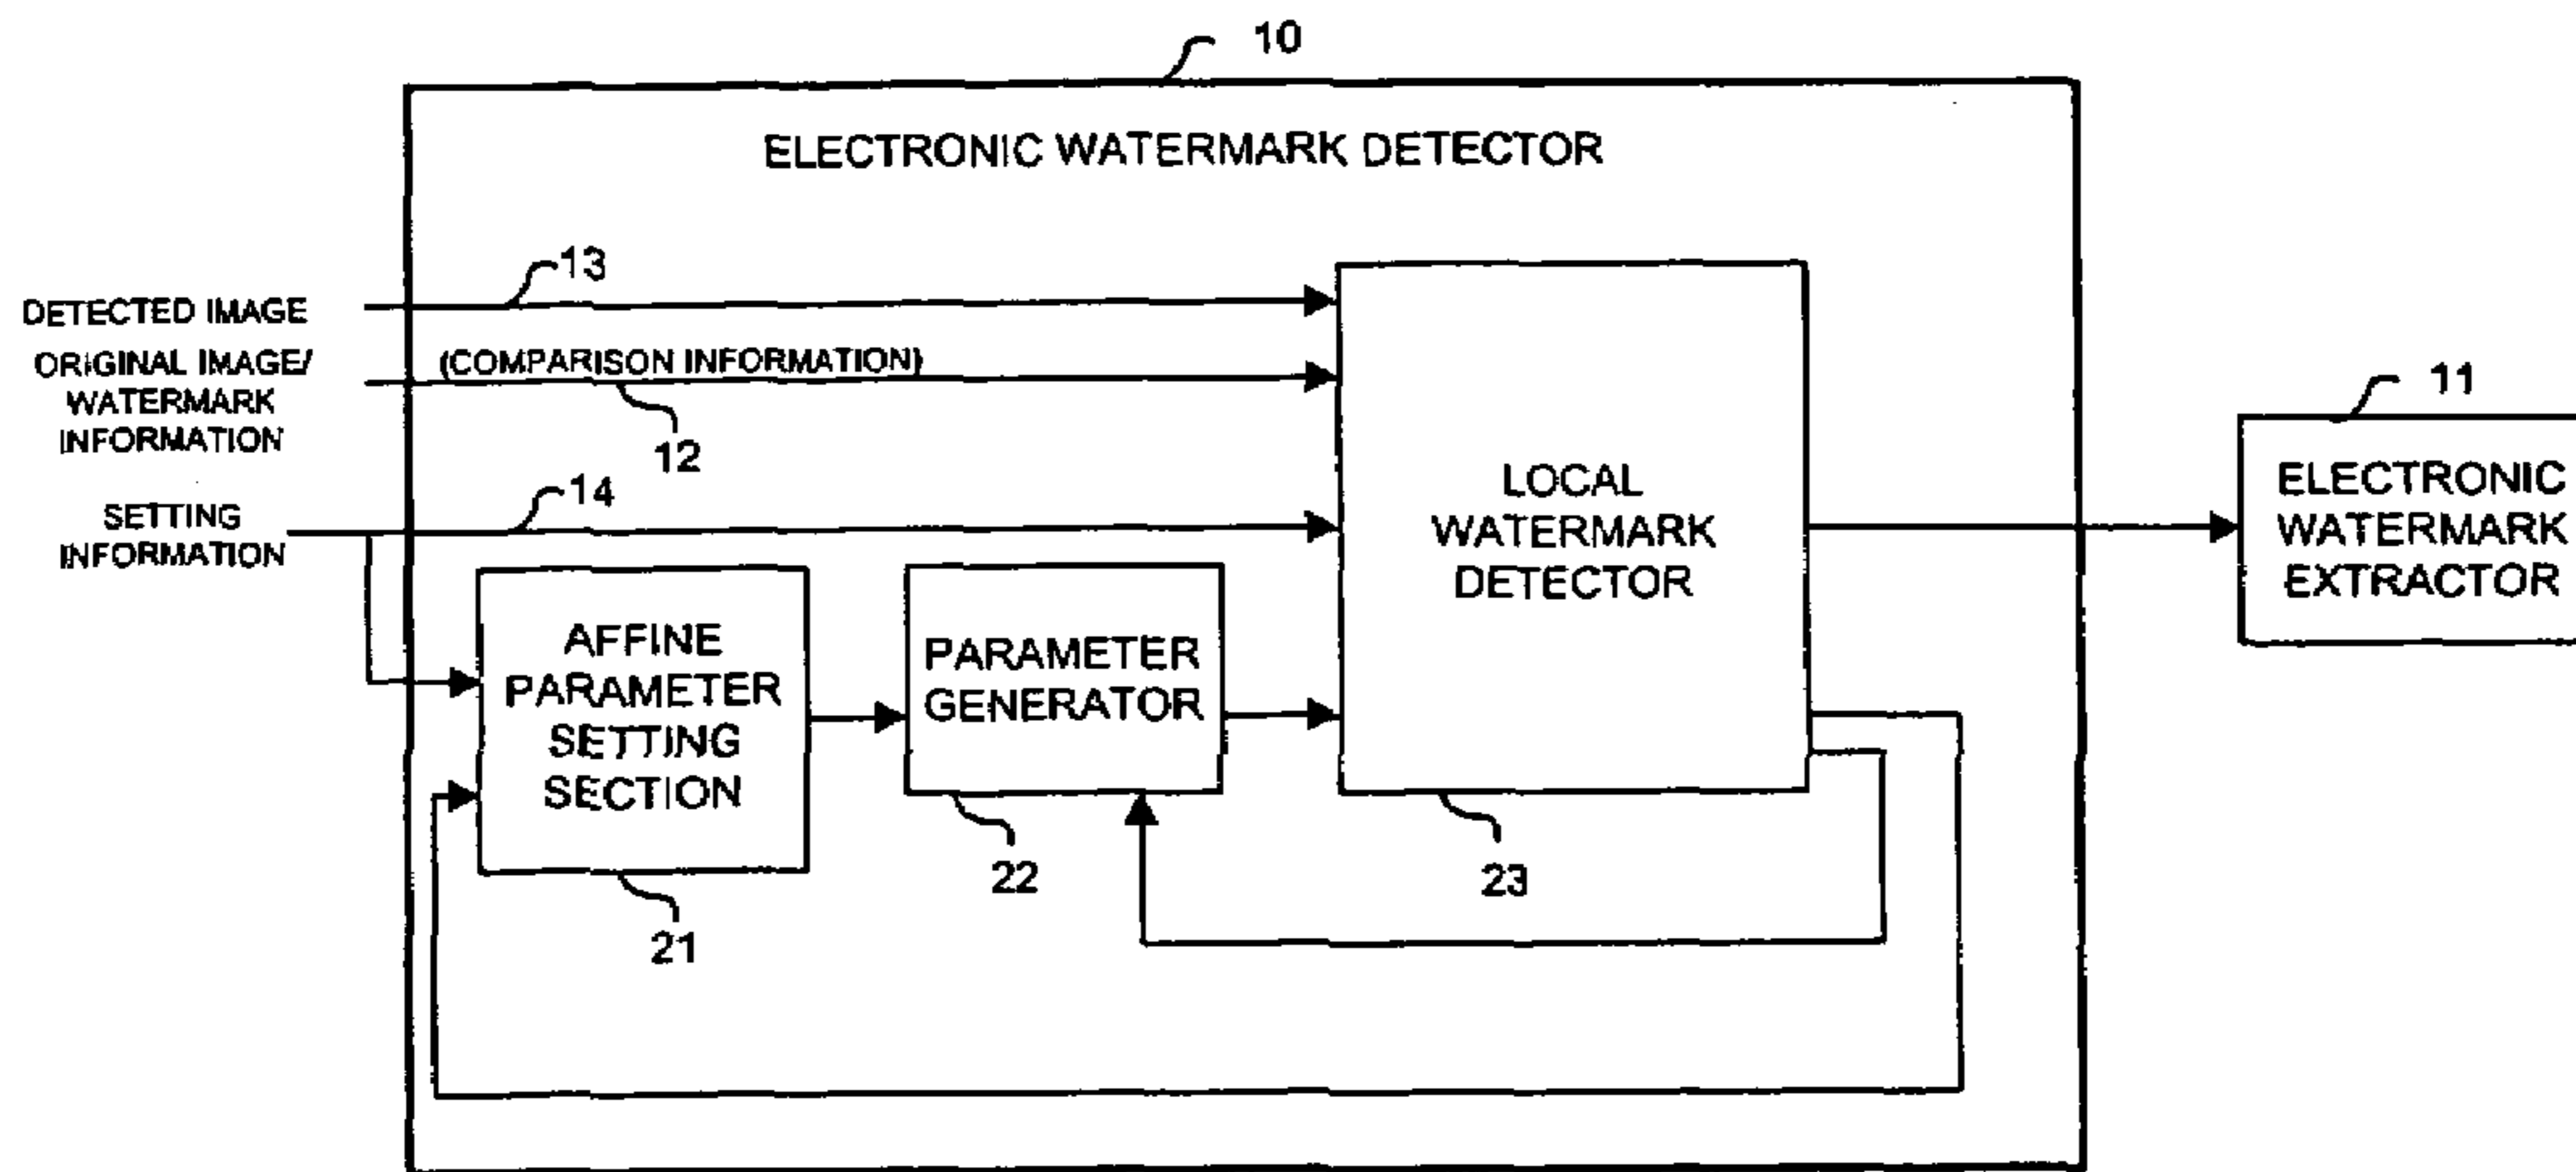 10
ELECTRONIC WATERMARK DETECTOR
13
DETECTED IMAGE
ORIGINAL IMAGE/
WATERMARK
INFORMATION
(COMPARISON INFORMATION)
12
14
SETTING
INFORMATION
LOCAL
WATERMARK
DETECTOR
11
ELECTRONIC
WATERMARK
EXTRACTOR
AFFINE
PARAMETER
SETTING
SECTION
PARAMETER
GENERATOR
22
23
21